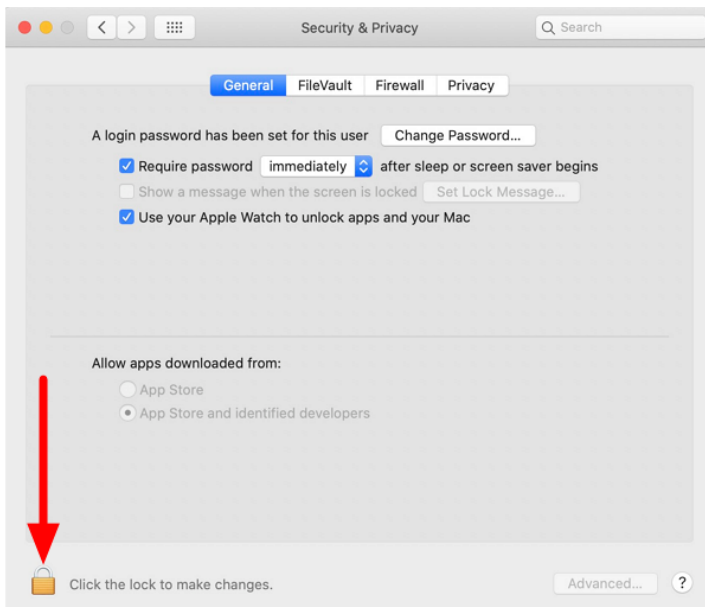 Security & Privacy
Search
General FileVault Firewall Privacy
A login password has been set for this user Change Password...
Require password immediately after sleep or screen saver begins
Show a message when the screen is locked Set Lock Message...
Use your Apple Watch to unlock apps and your Mac
Allow apps downloaded from:
App Store
App Store and identified developers
Click the lock to make changes.
Advanced... ?